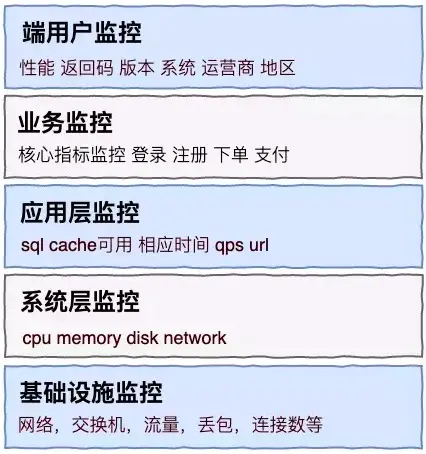 端用户监控
性能 返回码 版本 系统 运营商 地区
业务监控
核心指标监控 登录 注册 下单 支付
应用层监控
sql cache可用 相应时间 qps url
系统层监控
cpu memory disk network
基础设施监控
网络，交换机，流量，丢包，连接数等